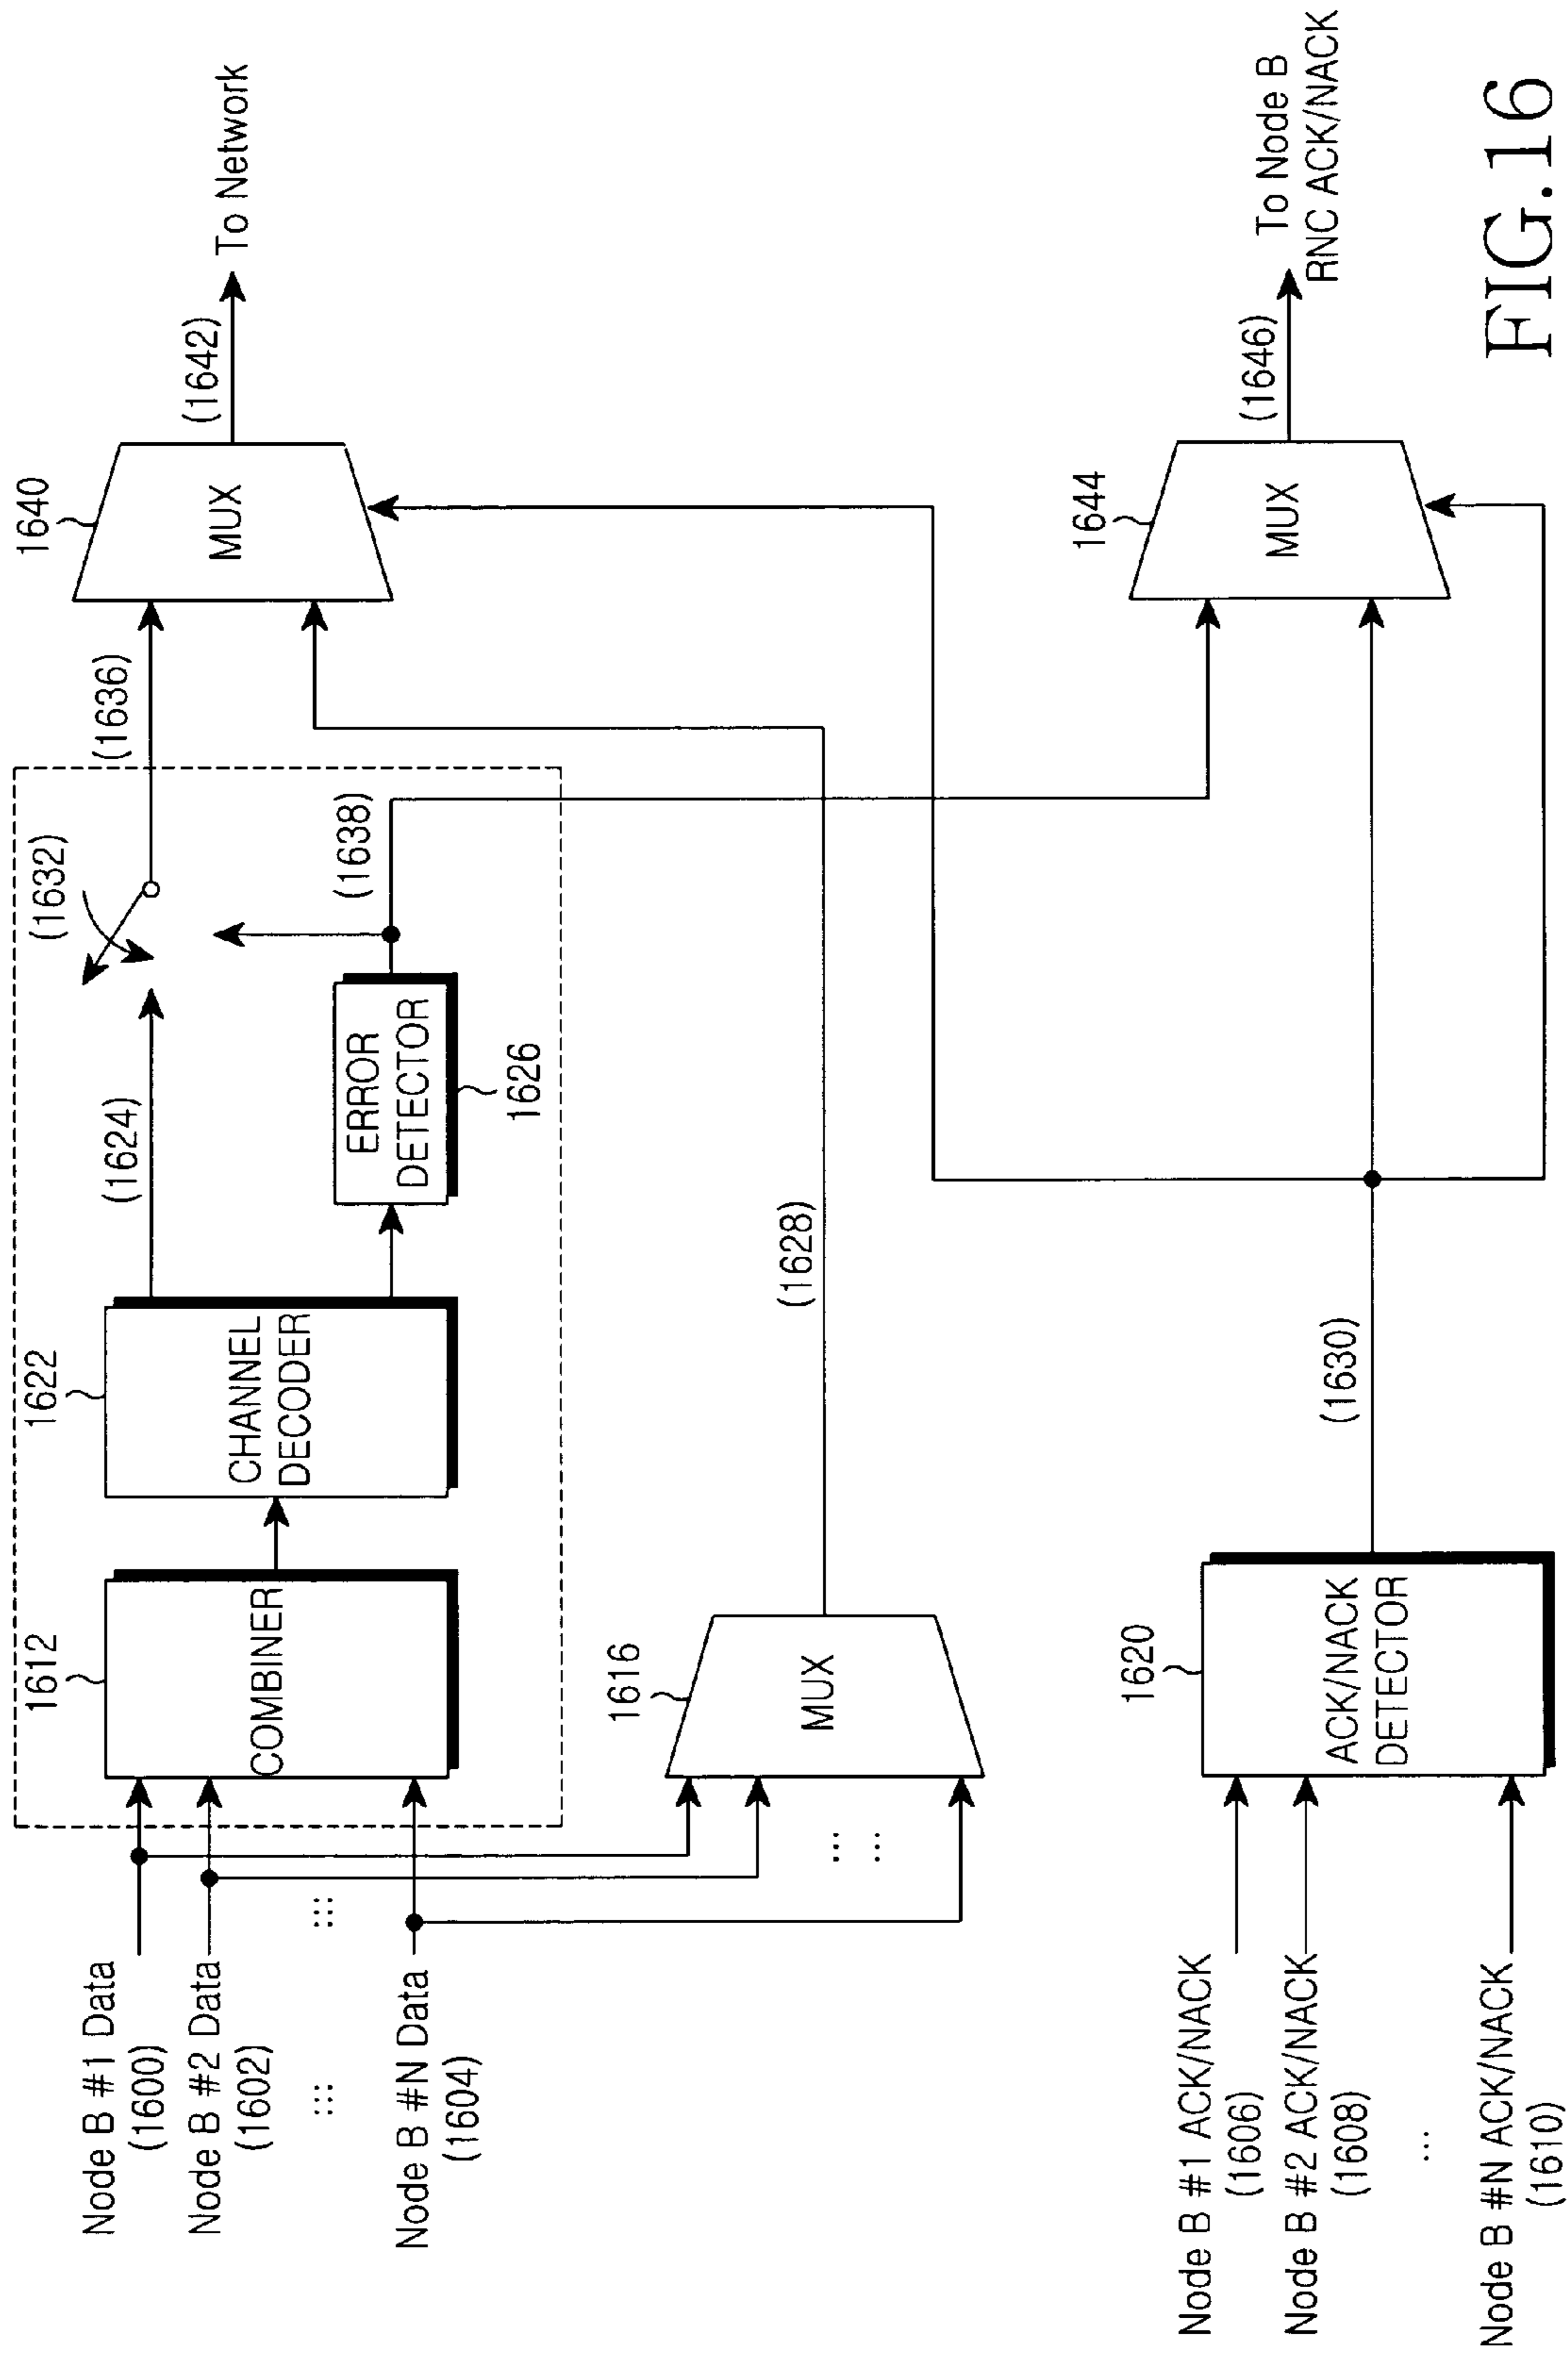 Node B #1 Data
(1600)
Node B #2 Data
(1602)
...
...
Node B #N Data
(1604)
1612
COMBINER
1622
CHANNEL
DECODER
(1624)
ERROR
DETECTOR
1626
(1632)
(1638)
(1636)
1640
MUX
(1642)
To Network
1616
MUX
...
...
(1628)
Node B #1 ACK/NACK
(1606)
Node B #2 ACK/NACK
(1608)
...
Node B #N ACK/NACK
(1610)
1620
ACK/NACK
DETECTOR
(1630)
1644
MUX
(1646)
To Node B
RNC ACK/NACK
FIG.16